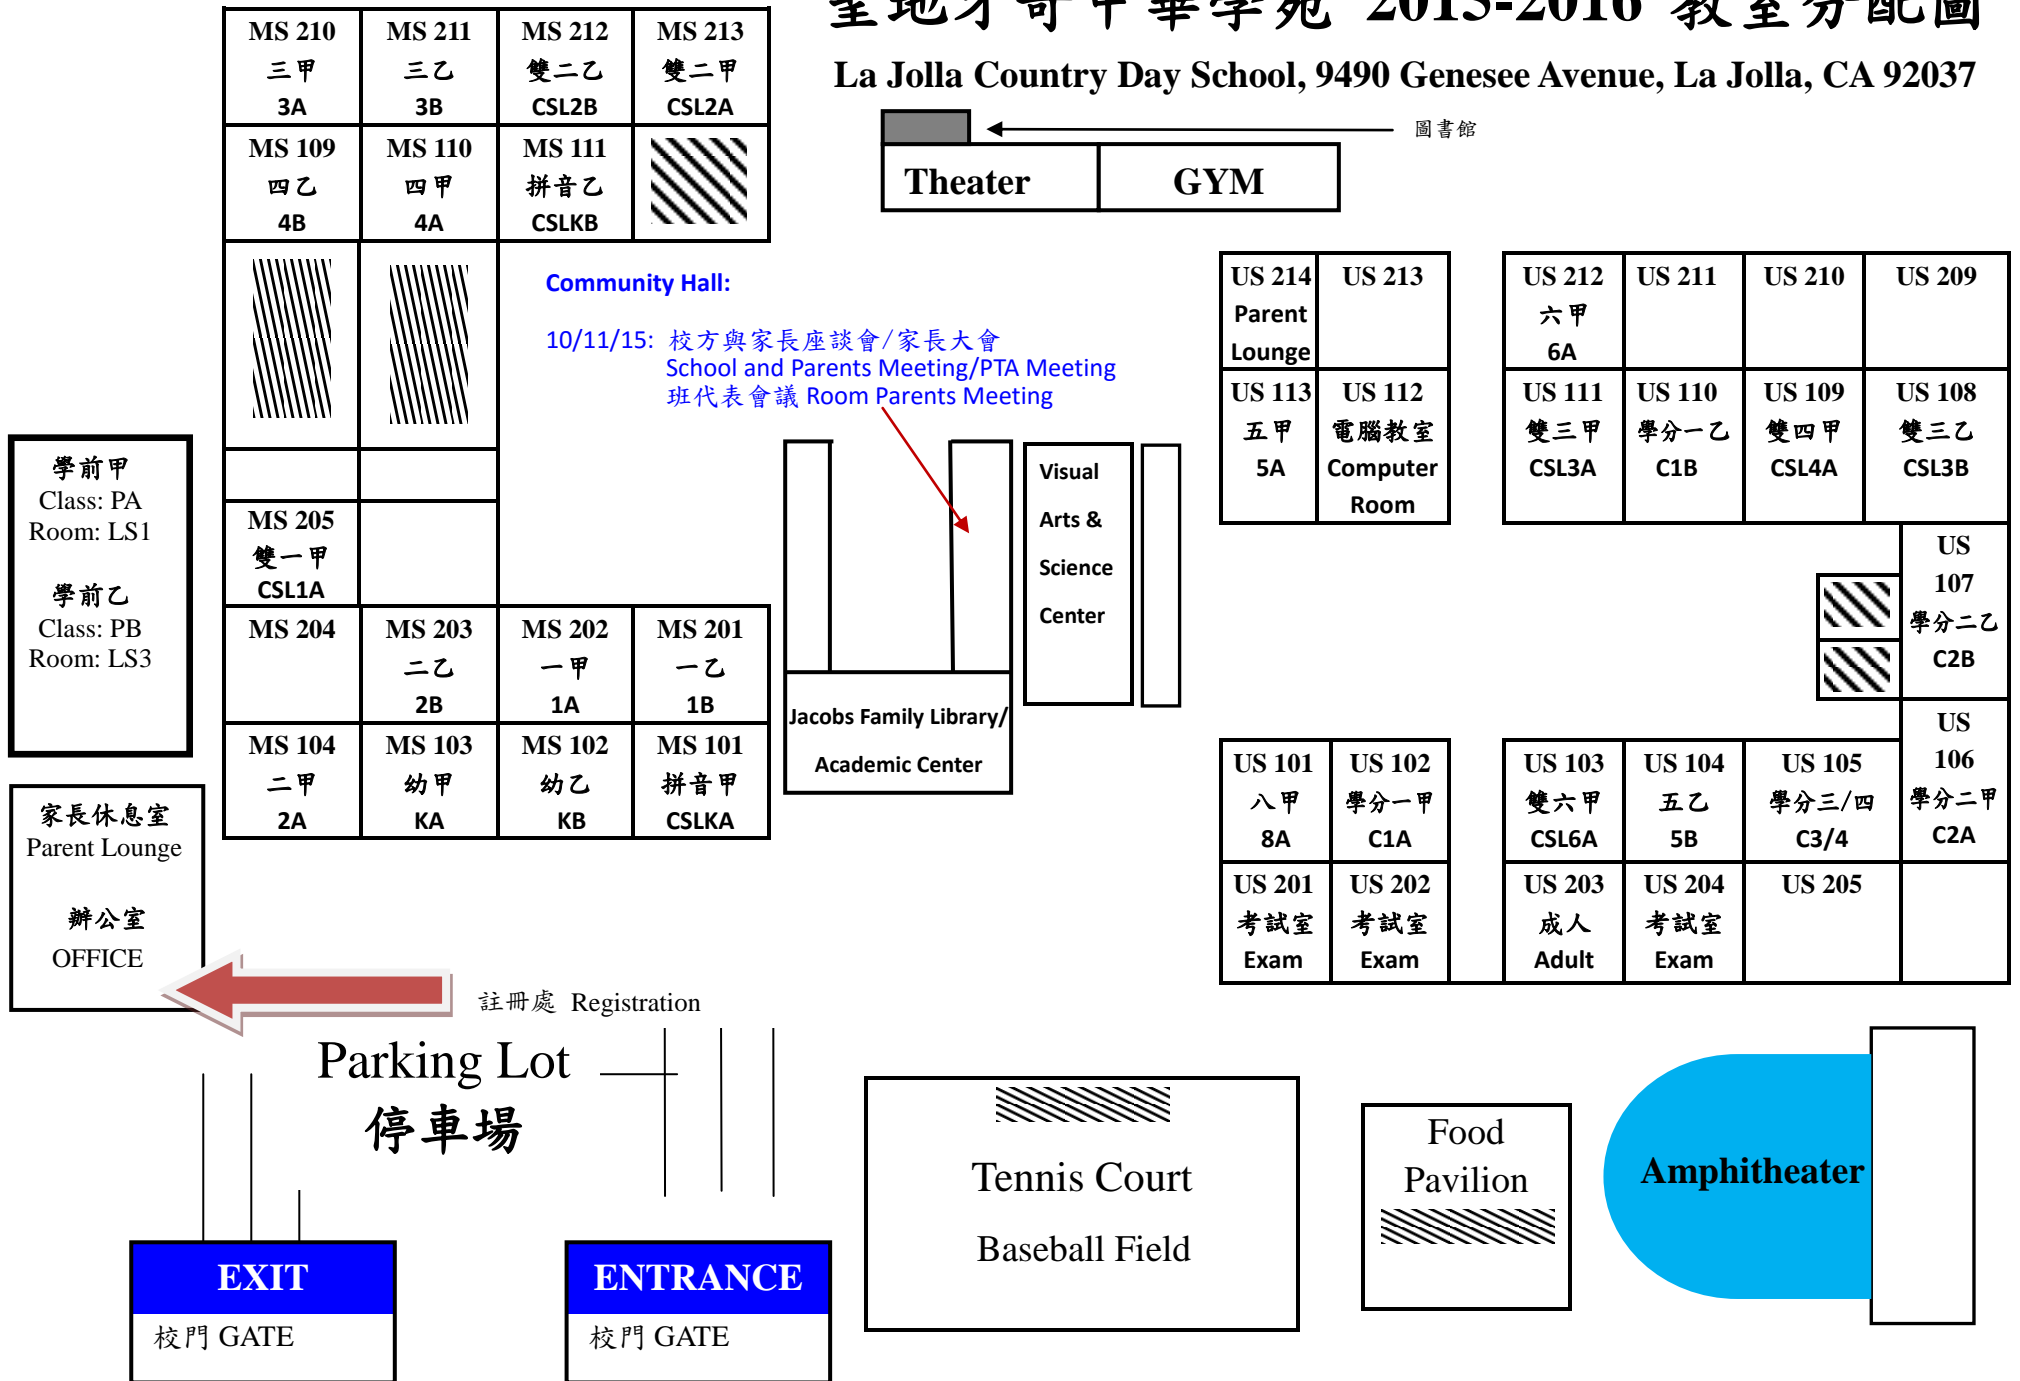 聖地牙哥中華學苑 2015-2016 教室分配圖
La Jolla Country Day School, 9490 Genesee Avenue, La Jolla, CA 92037
MS 210
三甲
3A
MS 211
三乙
3B
MS 212
雙二乙
CSL2B
MS 213
雙二甲
CSL2A
MS 109
四乙
4B
MS 110
四甲
4A
MS 111
拼音乙
CSLKB
圖書館
Theater
GYM
Community Hall:
10/11/15: 校方與家長座談會/家長大會
School and Parents Meeting/PTA Meeting
班代表會議 Room Parents Meeting
US 214
Parent
Lounge
US 213
US 212
六甲
6A
US 211
US 210
US 209
US 113
五甲
5A
US 112
電腦教室
Computer
Room
US 111
雙三甲
CSL3A
US 110
學分一乙
C1B
US 109
雙四甲
CSL4A
US 108
雙三乙
CSL3B
學前甲
Class: PA
Room: LS1
學前乙
Class: PB
Room: LS3
MS 205
雙一甲
CSL1A
Visual
Arts &
Science
Center
US
107
學分二乙
C2B
MS 204
MS 203
二乙
2B
MS 202
一甲
1A
MS 201
一乙
1B
MS 104
二甲
2A
MS 103
幼甲
KA
MS 102
幼乙
KB
MS 101
拼音甲
CSLKA
Jacobs Family Library/
Academic Center
US
106
學分二甲
C2A
US 101
八甲
8A
US 102
學分一甲
C1A
US 103
雙六甲
CSL6A
US 104
五乙
5B
US 105
學分三/四
C3/4
US 201
考試室
Exam
US 202
考試室
Exam
US 203
成人
Adult
US 204
考試室
Exam
US 205
家長休息室
Parent Lounge
辦公室
OFFICE
註冊處 Registration
Parking Lot
停車場
Tennis Court
Baseball Field
Food
Pavilion
Amphitheater
EXIT
校門 GATE
ENTRANCE
校門 GATE